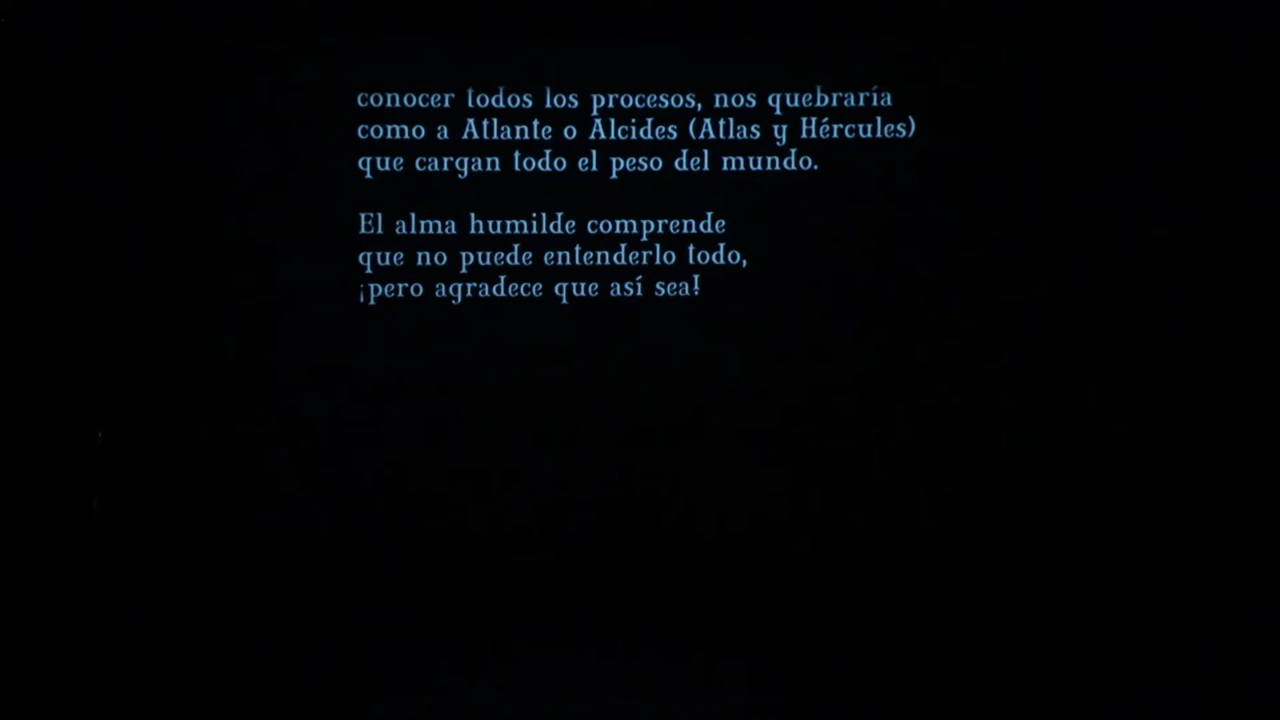 conocer todos los procesos, nos quebraría
como a Atlante o Alcides (Atlas y Hércules)
que cargan todo el peso del mundo.
El alma humilde comprende
que no puede entenderlo todo,
¡pero agradece que así sea!